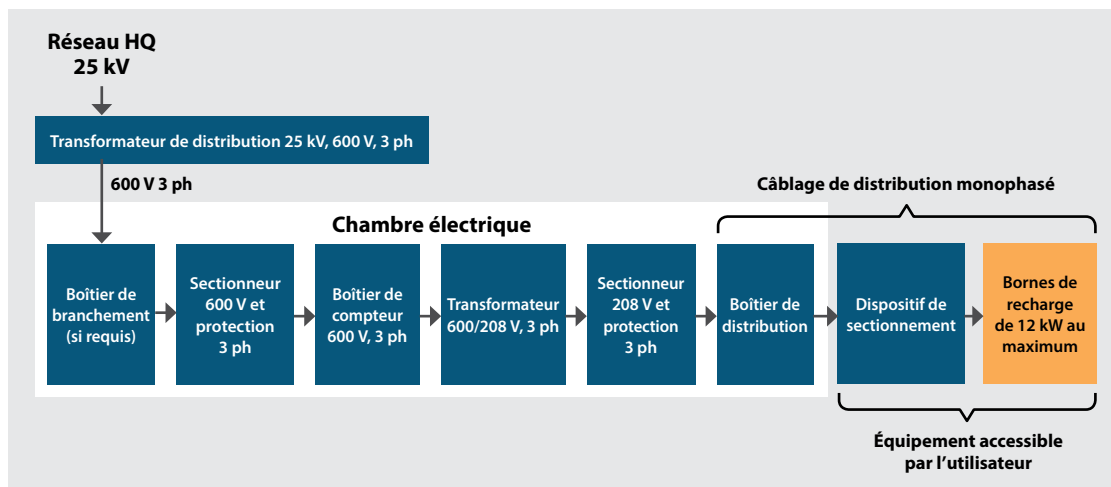 Réseau HQ
25 kV
Transformateur de distribution 25 kV, 600 V, 3 ph
600 V 3 ph
Câblage de distribution monophasé
Chambre électrique
Boîtier de
branchement
(si requis)
Sectionneur
600 V et
protection
3 ph
Boîtier de
compteur
600 V, 3 ph
Transformateur
600/208 V, 3 ph
Sectionneur
208 V et
protection
3 ph
Boîtier de
distribution
Dispositif de
sectionnement
Bornes de
recharge
de 12 kW au
maximum
Équipement accessible
par l’utilisateur